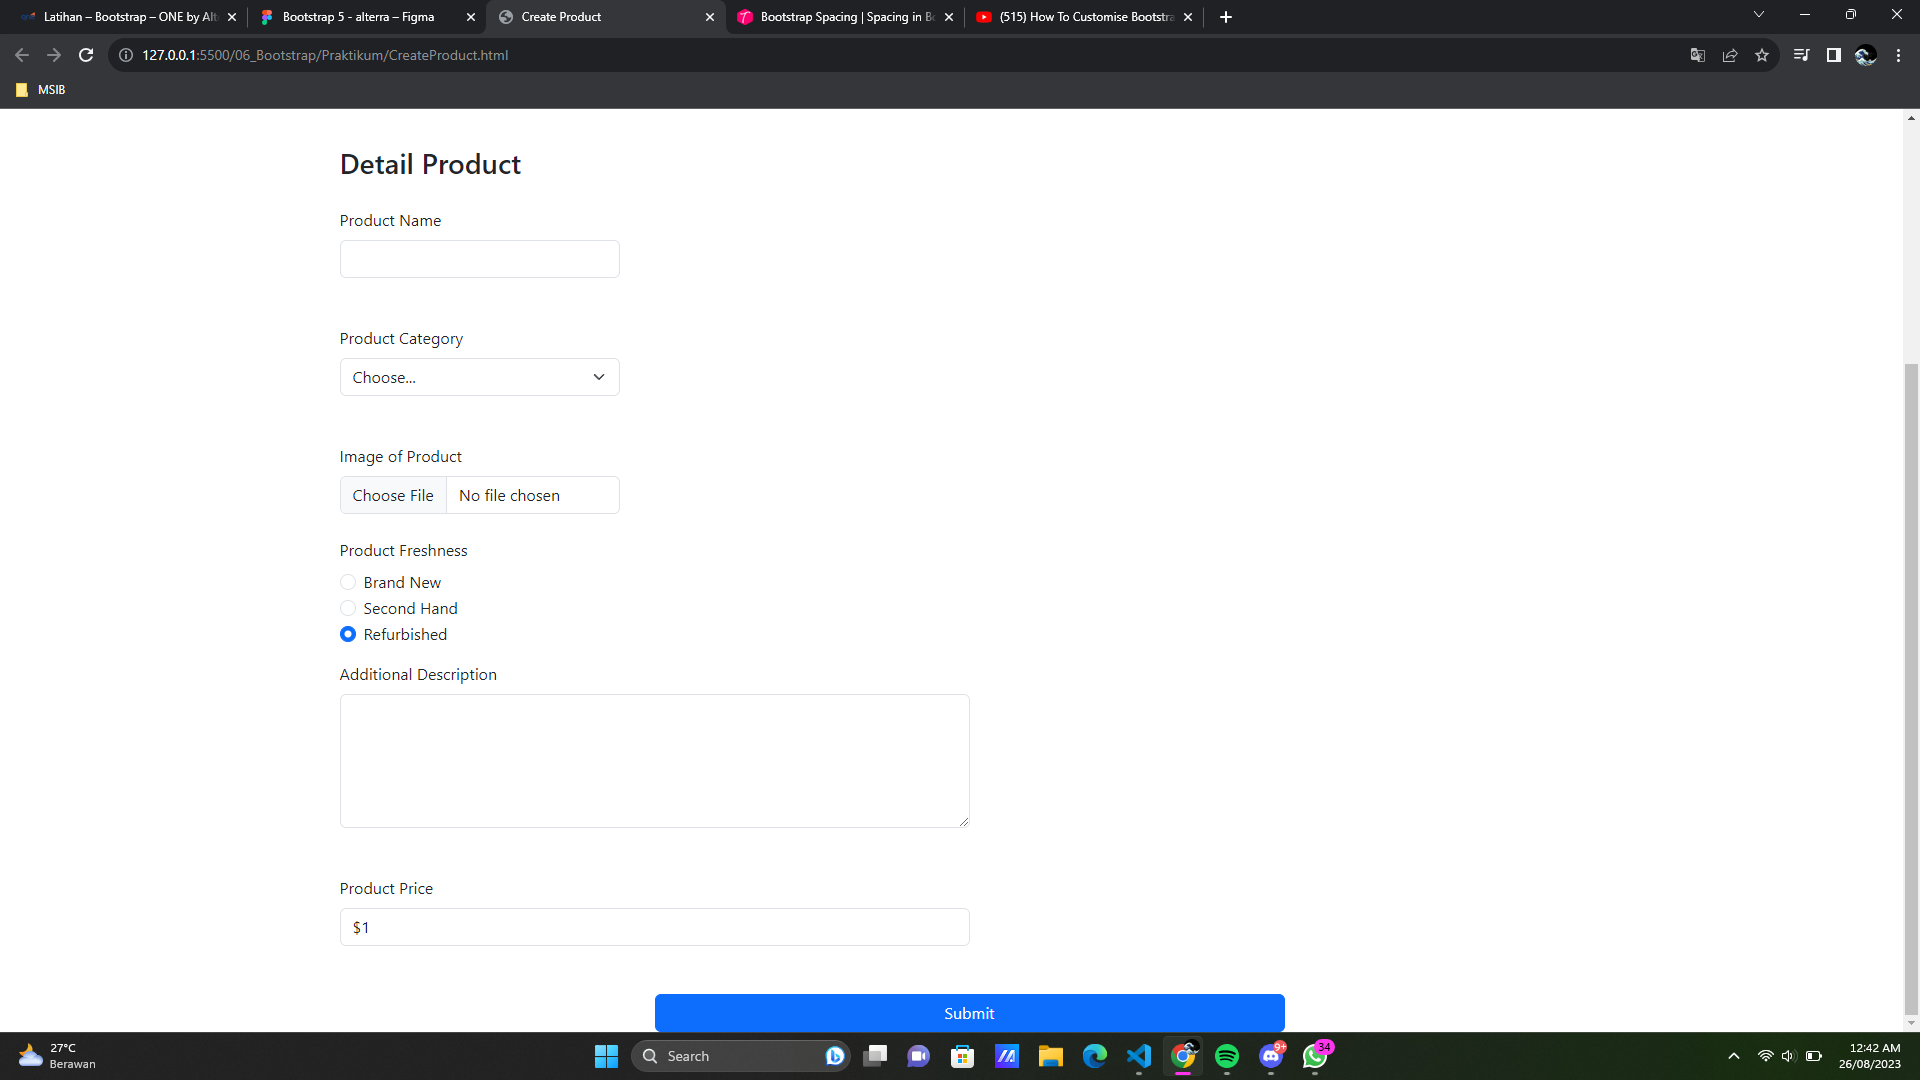 Latihan – Bootstrap – ONE by Alt
Bootstrap 5 - alterra – Figma
Create Product
Bootstrap Spacing | Spacing in Bo
(515) How To Customise Bootstra
127.0.0.1:5500/06_Bootstrap/Praktikum/CreateProduct.html
MSIB
Detail Product
Product Name
Product Category
Choose...
Image of Product
Choose File No file chosen
Product Freshness
Brand New
Second Hand
Refurbished
Additional Description
Product Price
$1
Submit
27°C
Berawan
Search
9+
34
12:42 AM
26/08/2023